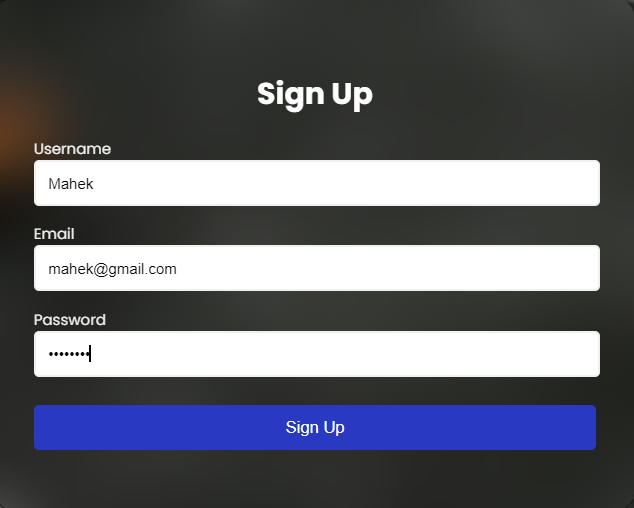 Sign Up
Username
Mahek
Email
mahek@gmail.com
Password
••••••••
Sign Up